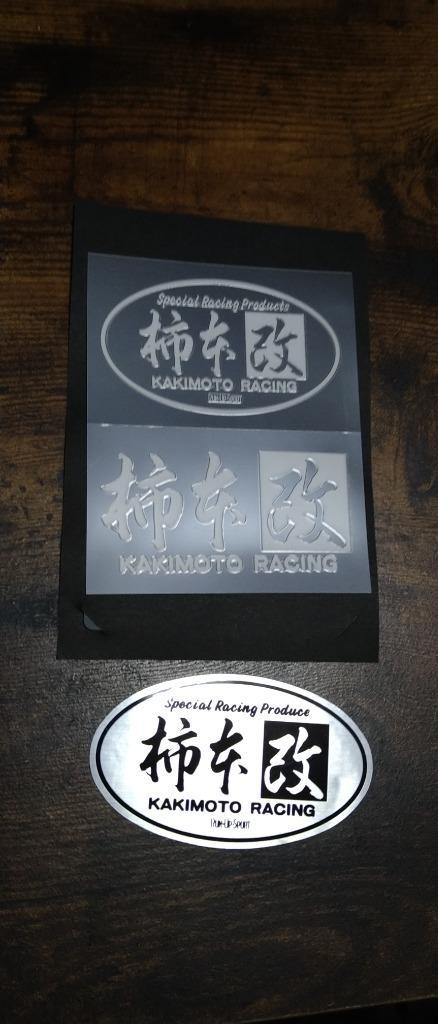 Special Racing Products
柿本改
KAKIMOTO RACING
柿本改
KAKIMOTO RACING
Special Racing Produce
柿本改
KAKIMOTO RACING